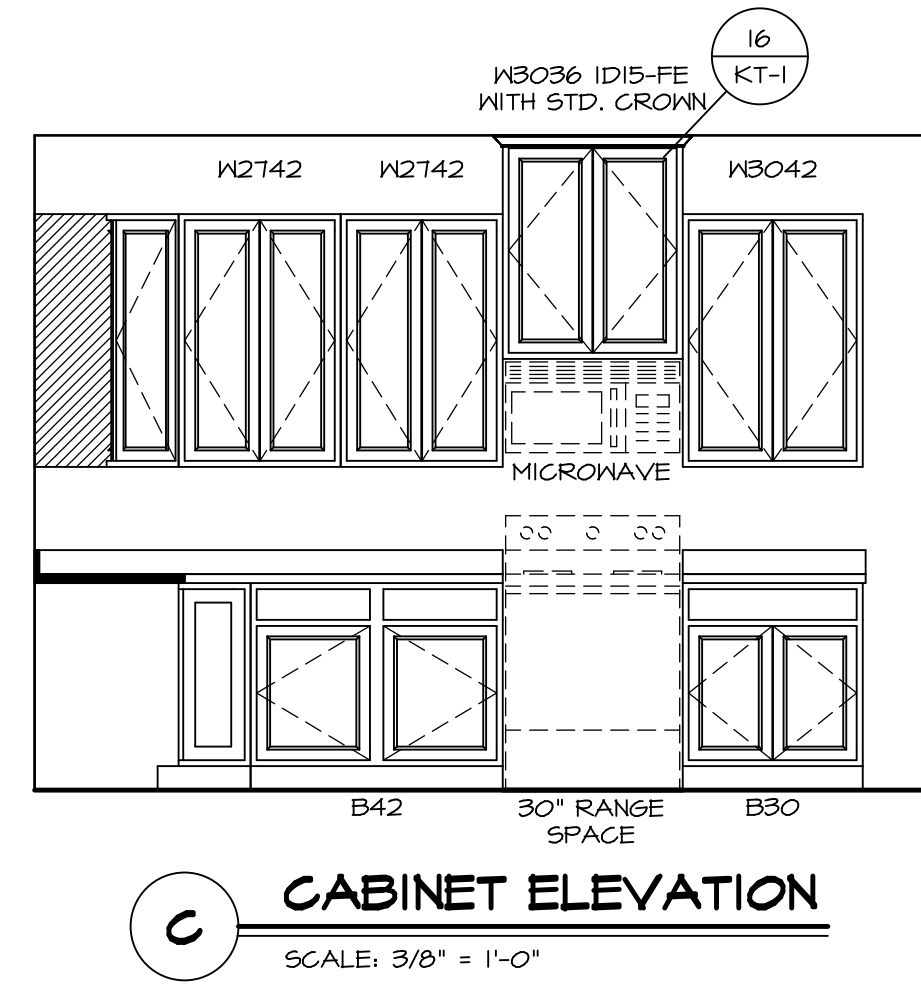 16
KT-1
W3036 1D15-FE
WITH STD. CROWN
W2742
W2742
W3042
MICROWAVE
B42
30" RANGE
SPACE
B30
C
CABINET ELEVATION
SCALE: 3/8" = 1'-0"